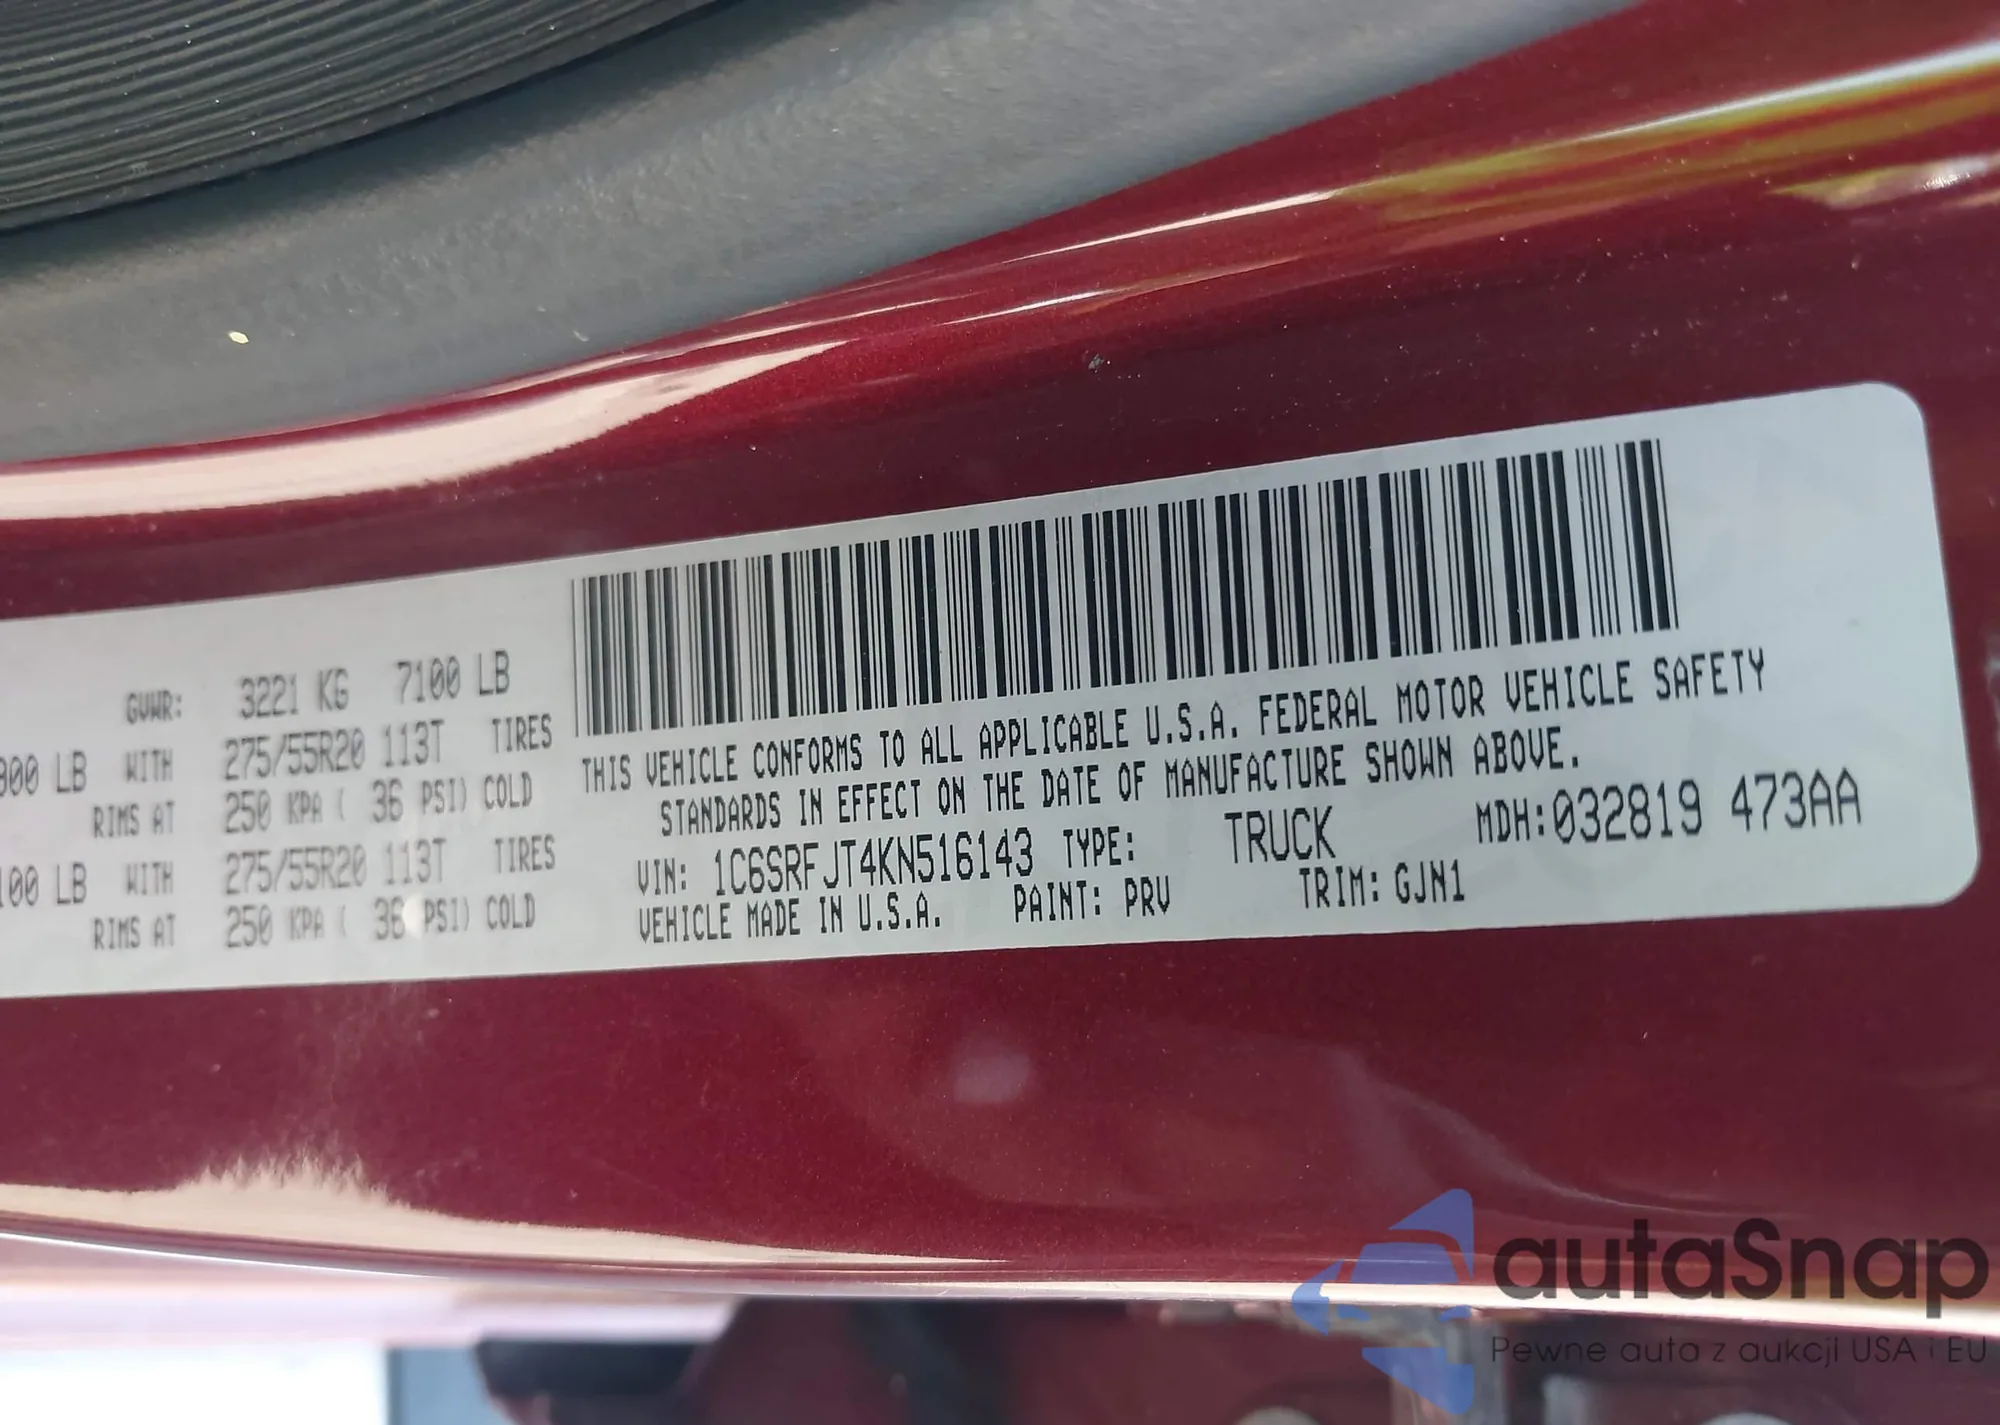 GVWR: 3221 KG 7100 LB
LB WITH 275/55R20 113T TIRES
RIMS AT 250 KPA ( 36 PSI) COLD
LB WITH 275/55R20 113T TIRES
RIMS AT 250 KPA ( 36 PSI) COLD
THIS VEHICLE CONFORMS TO ALL APPLICABLE U.S.A. FEDERAL MOTOR VEHICLE SAFETY
STANDARDS IN EFFECT ON THE DATE OF MANUFACTURE SHOWN ABOVE.
VIN: 1C6SRFJT4KN516143 TYPE: TRUCK MDH:032819 473AA
VEHICLE MADE IN U.S.A. PAINT: PRV TRIM: GJN1
autaSnap
Pewne auta z aukcji USA i EU